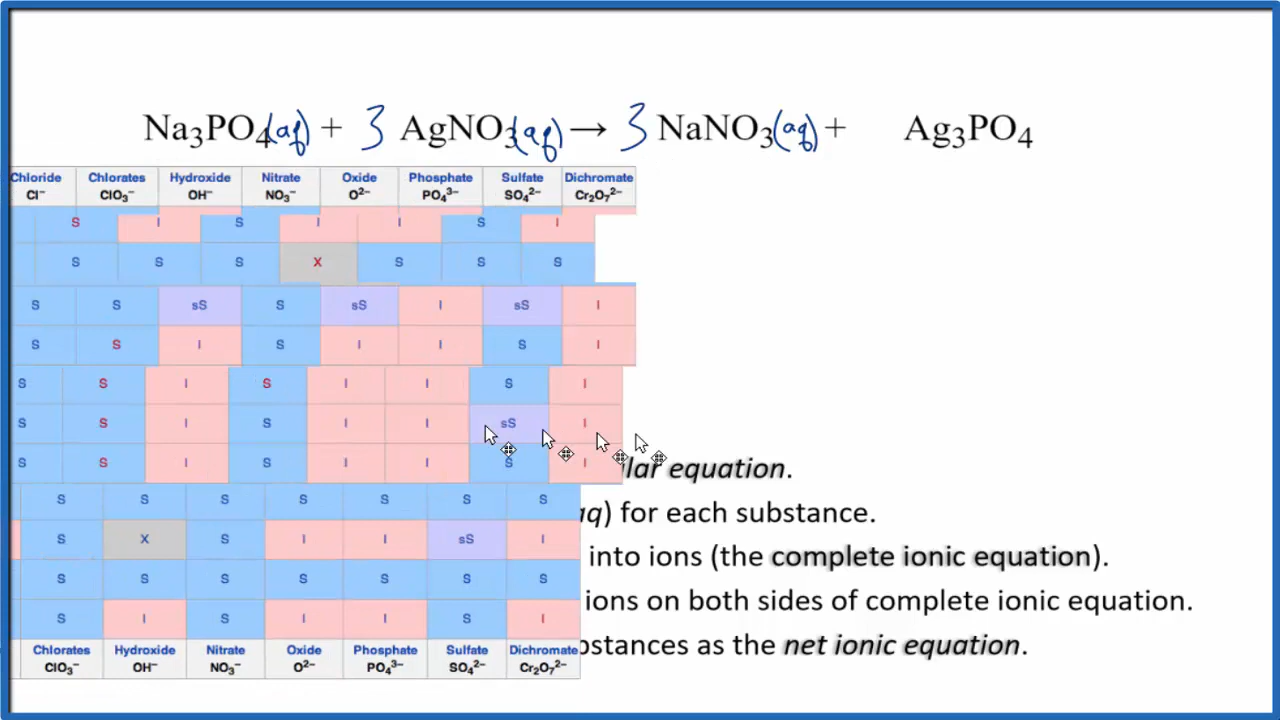 Na3PO4(aq) + 3 AgNO3(aq) → 3 NaNO3(aq) + Ag3PO4
Chloride Chlorates Hydroxide Nitrate Oxide Phosphate Sulfate Dichromate
Cl⁻ ClO₃⁻ OH⁻ NO₃⁻ O²⁻ PO₄³⁻ SO₄²⁻ Cr₂O₇²⁻
S I S I I S I
S S S X S S S
S S sS S sS I sS I
S S I S I I S I
S S I S I I S I
S S I S I I sS I
S S I S I I S I
ular equation.
S S S S S S S
aq) for each substance.
S X S I I sS I
into ions (the complete ionic equation).
S S S S S S S
ions on both sides of complete ionic equation.
S I S I I S I
bstances as the net ionic equation.
Chlorates Hydroxide Nitrate Oxide Phosphate Sulfate Dichromate
ClO₃⁻ OH⁻ NO₃⁻ O²⁻ PO₄³⁻ SO₄²⁻ Cr₂O₇²⁻